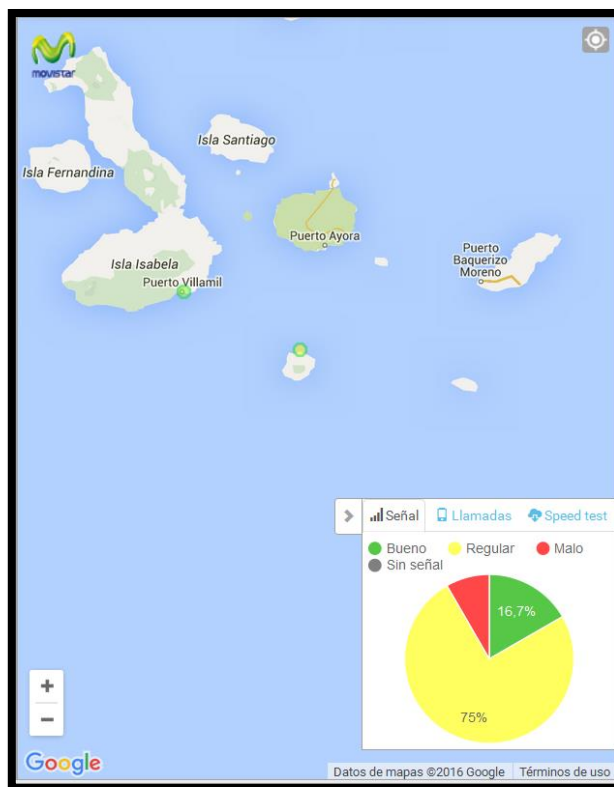 movistar
Isla Santiago
Isla Fernandina
Puerto Ayora
Puerto
Baquerizo
Moreno
Isla Isabela
Puerto Villamil
Señal Llamadas Speed test
Bueno Regular Malo
Sin señal
16,7%
75%
+
−
Google
Datos de mapas ©2016 Google Términos de uso